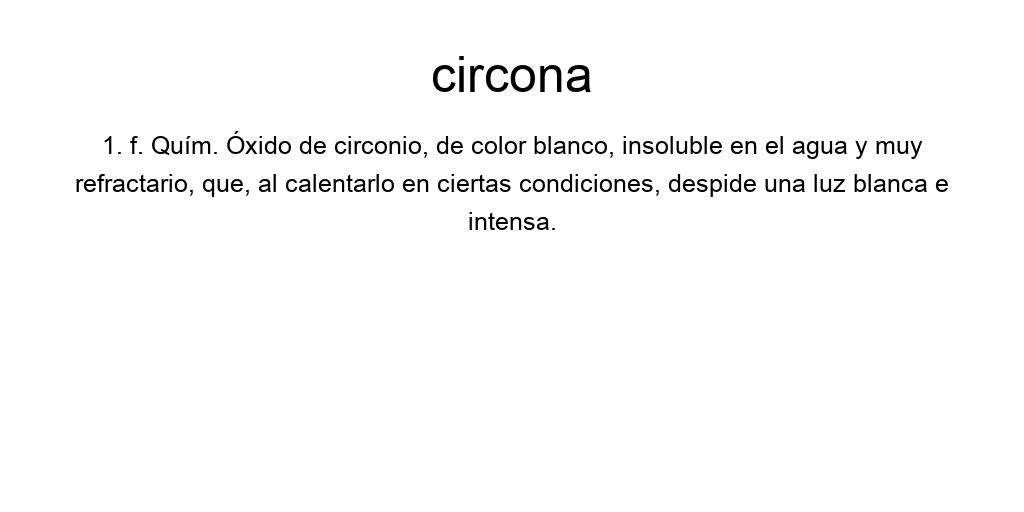 circona
1. f. Quím. Óxido de circonio, de color blanco, insoluble en el agua y muy
refractario, que, al calentarlo en ciertas condiciones, despide una luz blanca e
intensa.